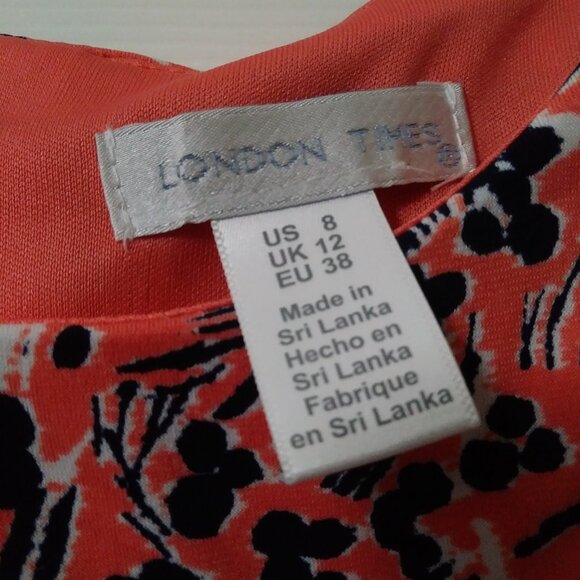 LONDON TIMES®
US 8
UK 12
EU 38
Made in
Sri Lanka
Hecho en
Sri Lanka
Fabrique
en Sri Lanka